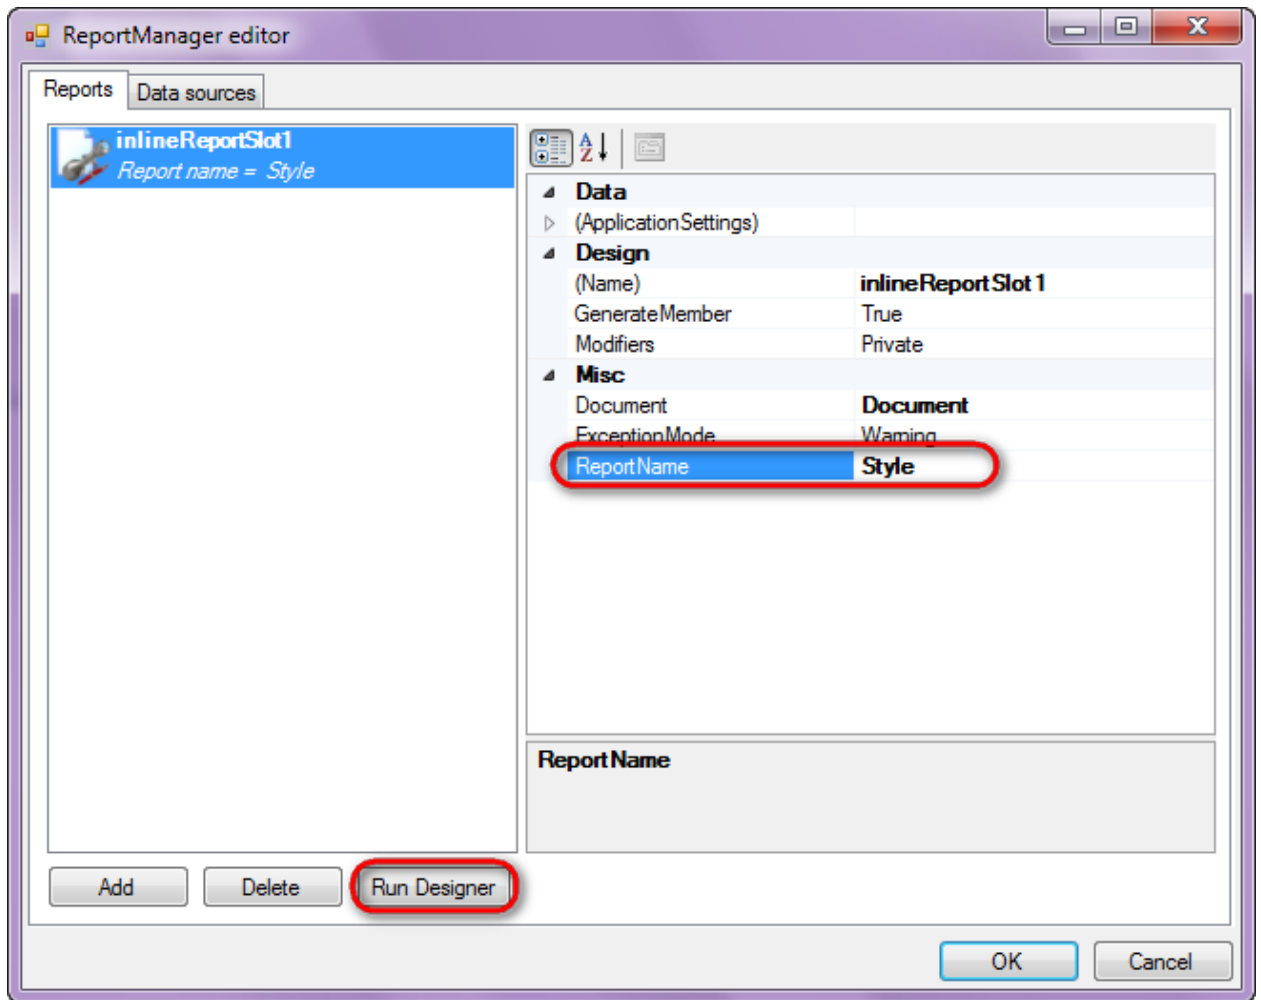 ReportManager editor
Reports
Data sources
inlineReportSlot1
Report name = Style
Data
(ApplicationSettings)
Design
(Name) inlineReportSlot1
GenerateMember True
Modifiers Private
Misc
Document Document
ExceptionMode Warning
ReportName Style
ReportName
Add
Delete
Run Designer
OK
Cancel